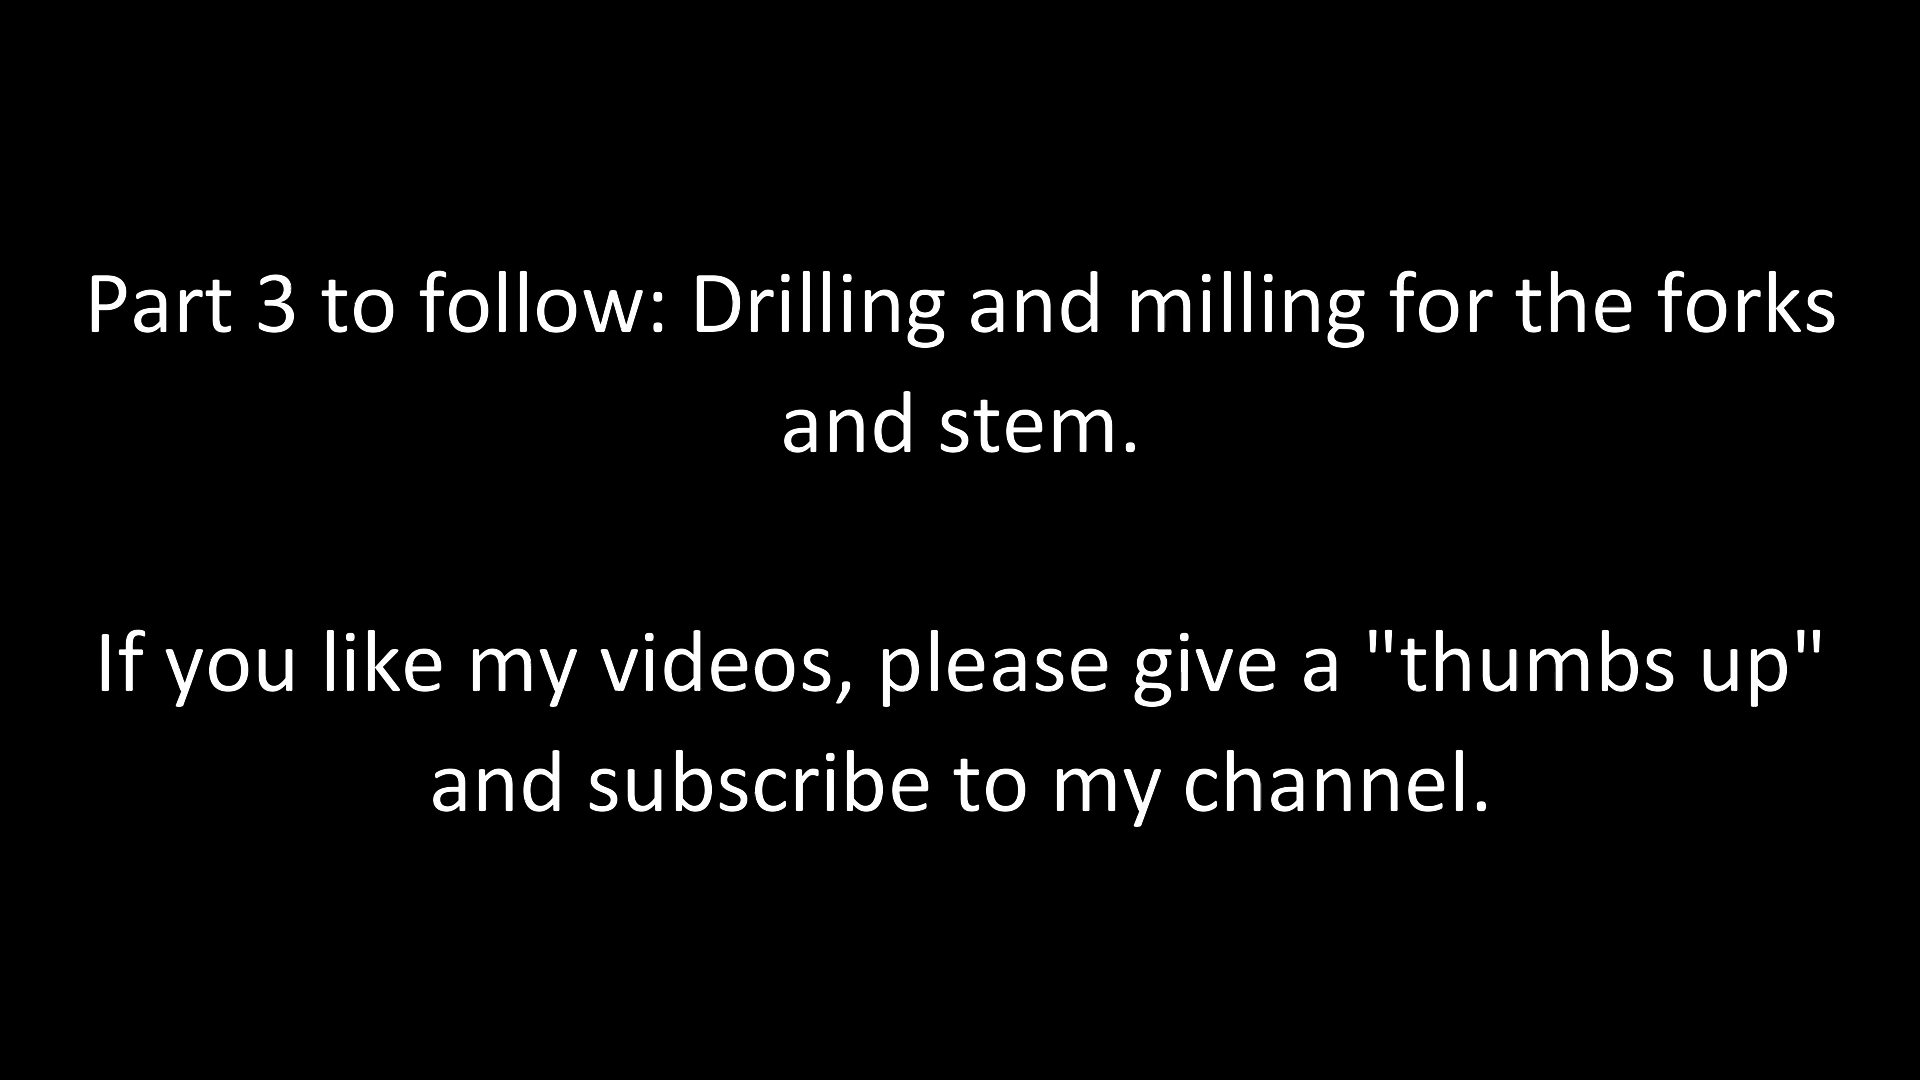 Part 3 to follow: Drilling and milling for the forks
and stem.
If you like my videos, please give a "thumbs up"
and subscribe to my channel.